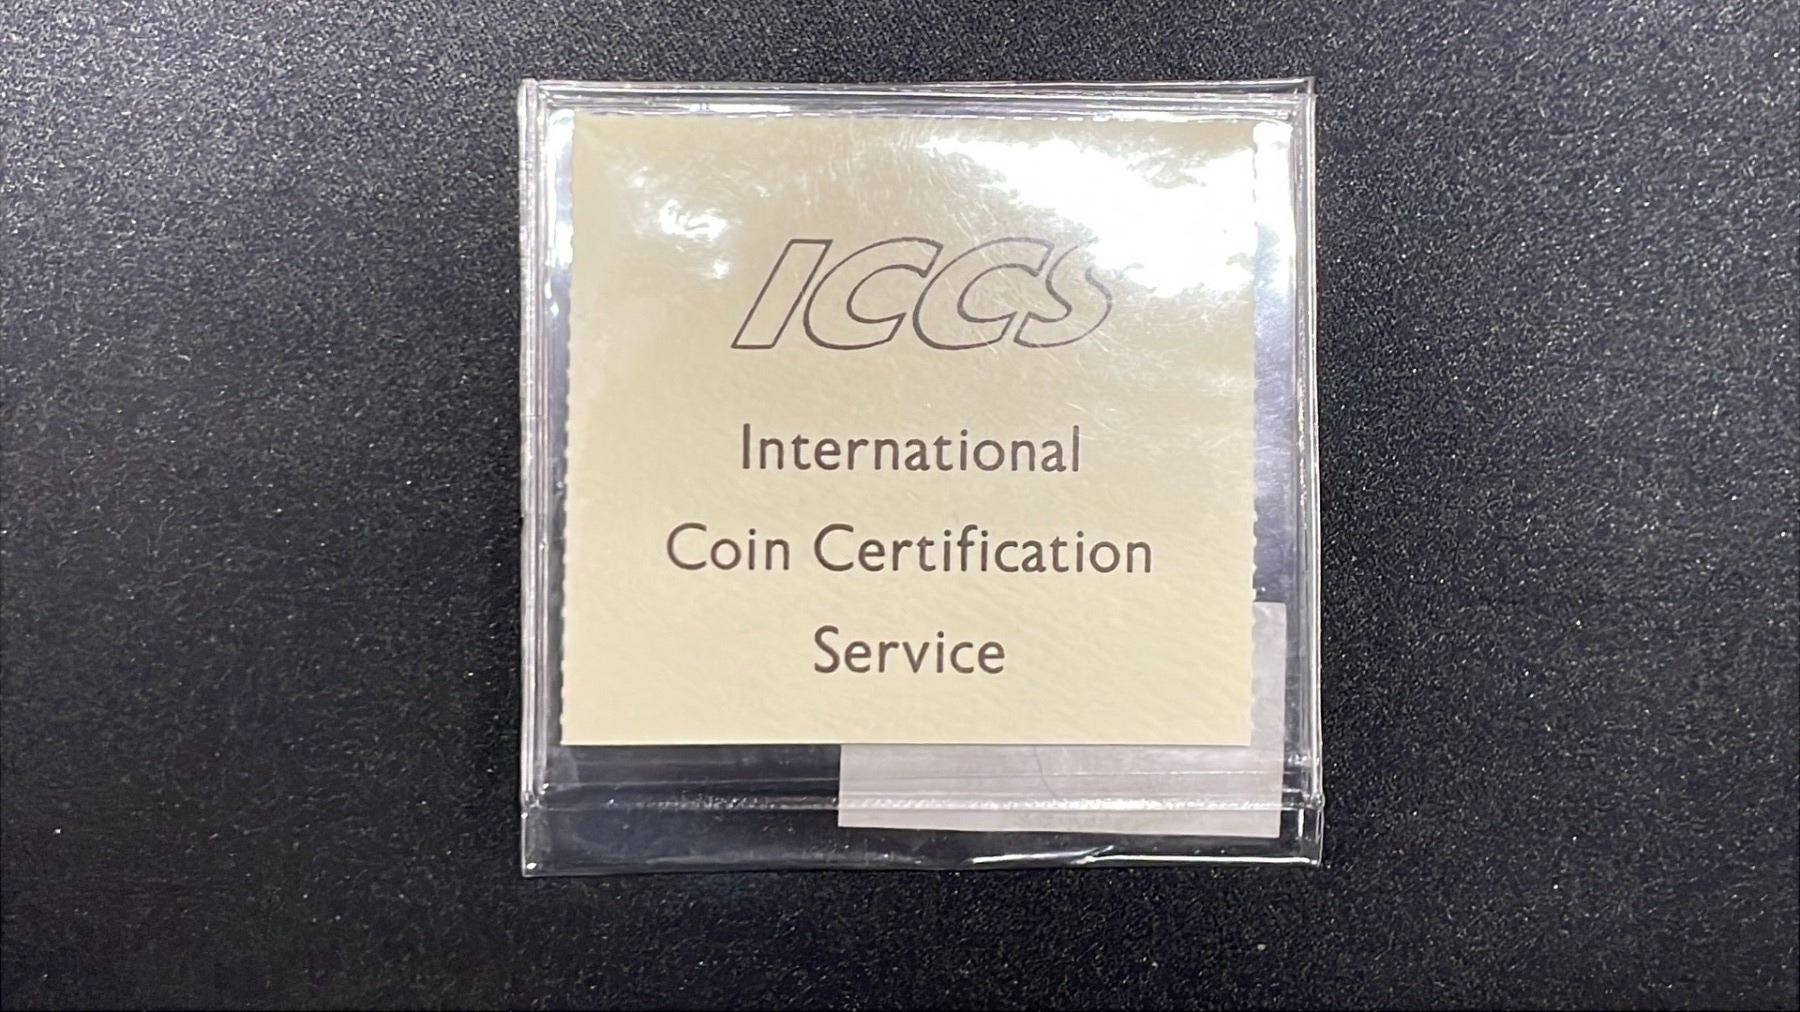 ICCS
International
Coin Certification
Service